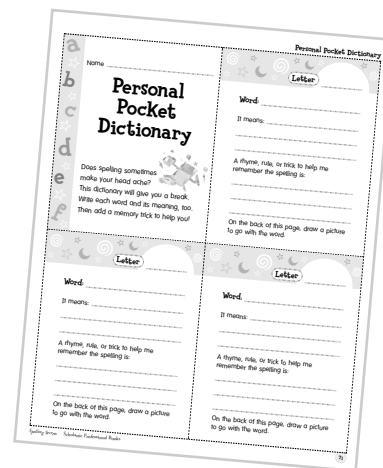 Personal Pocket Dictionary
a
b
c
d
e
f
Name
Personal
Pocket
Dictionary
Does spelling sometimes
make your head ache?
This dictionary will give you a break.
Write each word and its meaning, too.
Then add a memory trick to help you!
Letter
Word:
It means:
A rhyme, rule, or trick to help me
remember the spelling is:
On the back of this page, draw a picture
to go with the word.
Letter
Word:
It means:
A rhyme, rule, or trick to help me
remember the spelling is:
On the back of this page, draw a picture
to go with the word.
Letter
Word:
It means:
A rhyme, rule, or trick to help me
remember the spelling is:
On the back of this page, draw a picture
to go with the word.